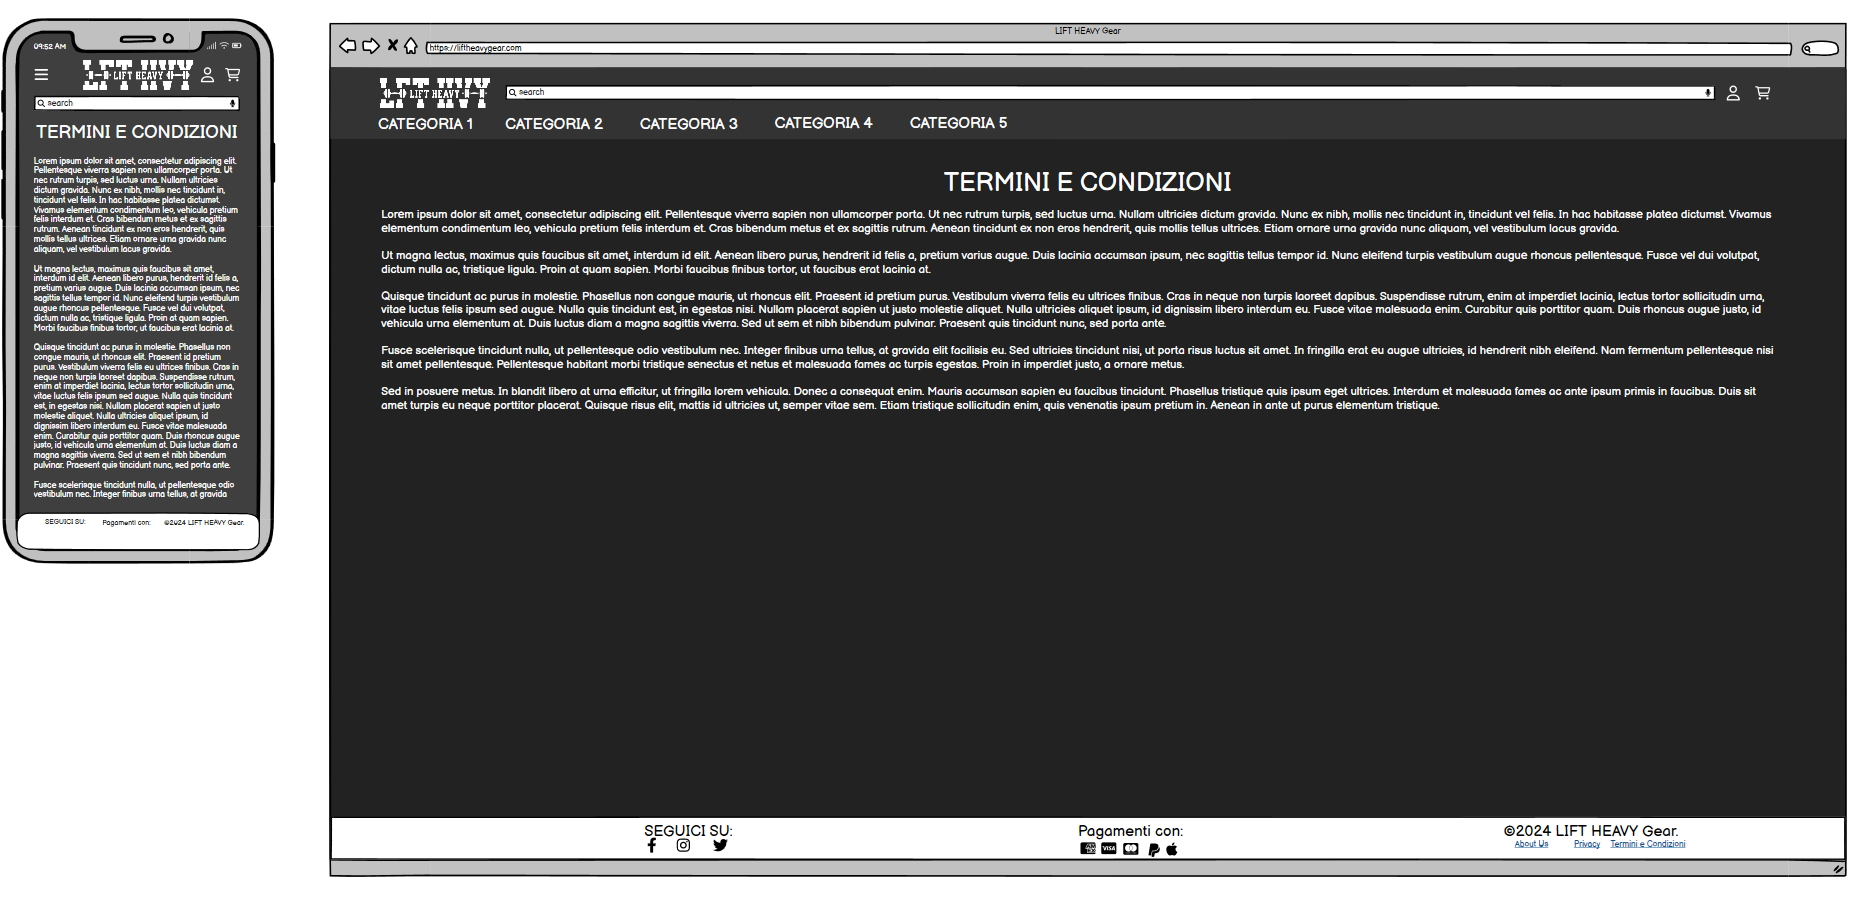 09:52 AM
LIFT HEAVY
search
TERMINI E CONDIZIONI
Lorem ipsum dolor sit amet, consectetur adipiscing elit.
Pellentesque viverra sapien non ullamcorper porta. Ut
nec rutrum turpis, sed luctus urna. Nullam ultricies
dictum gravida. Nunc ex nibh, mollis nec tincidunt in,
tincidunt vel felis. In hac habitasse platea dictumst.
Vivamus elementum condimentum leo, vehicula pretium
felis interdum et. Cras bibendum metus et ex sagittis
rutrum. Aenean tincidunt ex non eros hendrerit, quis
mollis tellus ultrices. Etiam ornare urna gravida nunc
aliquam, vel vestibulum lacus gravida.
Ut magna lectus, maximus quis faucibus sit amet,
interdum id elit. Aenean libero purus, hendrerit id felis a,
pretium varius augue. Duis lacinia accumsan ipsum, nec
sagittis tellus tempor id. Nunc eleifend turpis vestibulum
augue rhoncus pellentesque. Fusce vel dui volutpat,
dictum nulla ac, tristique ligula. Proin at quam sapien.
Morbi faucibus finibus tortor, ut faucibus erat lacinia at.
Quisque tincidunt ac purus in molestie. Phasellus non
congue mauris, ut rhoncus elit. Praesent id pretium
purus. Vestibulum viverra felis eu ultrices finibus. Cras in
neque non turpis laoreet dapibus. Suspendisse rutrum,
enim at imperdiet lacinia, lectus tortor sollicitudin urna,
vitae luctus felis ipsum sed augue. Nulla quis tincidunt
est, in egestas nisi. Nullam placerat sapien ut justo
molestie aliquet. Nulla ultricies aliquet ipsum, id
dignissim libero interdum eu. Fusce vitae malesuada
enim. Curabitur quis porttitor quam. Duis rhoncus augue
justo, id vehicula urna elementum at. Duis luctus diam a
magna sagittis viverra. Sed ut sem et nibh bibendum
pulvinar. Praesent quis tincidunt nunc, sed porta ante.
Fusce scelerisque tincidunt nulla, ut pellentesque odio
vestibulum nec. Integer finibus urna tellus, at gravida
SEGUICI SU: Pagamenti con: ©2024 LIFT HEAVY Gear.
LIFT HEAVY Gear
https://liftheavygear.com
LIFT HEAVY
search
CATEGORIA 1 CATEGORIA 2 CATEGORIA 3 CATEGORIA 4 CATEGORIA 5
TERMINI E CONDIZIONI
Lorem ipsum dolor sit amet, consectetur adipiscing elit. Pellentesque viverra sapien non ullamcorper porta. Ut nec rutrum turpis, sed luctus urna. Nullam ultricies dictum gravida. Nunc ex nibh, mollis nec tincidunt in, tincidunt vel felis. In hac habitasse platea dictumst. Vivamus
elementum condimentum leo, vehicula pretium felis interdum et. Cras bibendum metus et ex sagittis rutrum. Aenean tincidunt ex non eros hendrerit, quis mollis tellus ultrices. Etiam ornare urna gravida nunc aliquam, vel vestibulum lacus gravida.
Ut magna lectus, maximus quis faucibus sit amet, interdum id elit. Aenean libero purus, hendrerit id felis a, pretium varius augue. Duis lacinia accumsan ipsum, nec sagittis tellus tempor id. Nunc eleifend turpis vestibulum augue rhoncus pellentesque. Fusce vel dui volutpat,
dictum nulla ac, tristique ligula. Proin at quam sapien. Morbi faucibus finibus tortor, ut faucibus erat lacinia at.
Quisque tincidunt ac purus in molestie. Phasellus non congue mauris, ut rhoncus elit. Praesent id pretium purus. Vestibulum viverra felis eu ultrices finibus. Cras in neque non turpis laoreet dapibus. Suspendisse rutrum, enim at imperdiet lacinia, lectus tortor sollicitudin urna,
vitae luctus felis ipsum sed augue. Nulla quis tincidunt est, in egestas nisi. Nullam placerat sapien ut justo molestie aliquet. Nulla ultricies aliquet ipsum, id dignissim libero interdum eu. Fusce vitae malesuada enim. Curabitur quis porttitor quam. Duis rhoncus augue justo, id
vehicula urna elementum at. Duis luctus diam a magna sagittis viverra. Sed ut sem et nibh bibendum pulvinar. Praesent quis tincidunt nunc, sed porta ante.
Fusce scelerisque tincidunt nulla, ut pellentesque odio vestibulum nec. Integer finibus urna tellus, at gravida elit facilisis eu. Sed ultricies tincidunt nisi, ut porta risus luctus sit amet. In fringilla erat eu augue ultricies, id hendrerit nibh eleifend. Nam fermentum pellentesque nisi
sit amet pellentesque. Pellentesque habitant morbi tristique senectus et netus et malesuada fames ac turpis egestas. Proin in imperdiet justo, a ornare metus.
Sed in posuere metus. In blandit libero at urna efficitur, ut fringilla lorem vehicula. Donec a consequat enim. Mauris accumsan sapien eu faucibus tincidunt. Phasellus tristique quis ipsum eget ultrices. Interdum et malesuada fames ac ante ipsum primis in faucibus. Duis sit
amet turpis eu neque porttitor placerat. Quisque risus elit, mattis id ultricies ut, semper vitae sem. Etiam tristique sollicitudin enim, quis venenatis ipsum pretium in. Aenean in ante ut purus elementum tristique.
SEGUICI SU: Pagamenti con: ©2024 LIFT HEAVY Gear.
VISA
About Us Privacy Termini e Condizioni